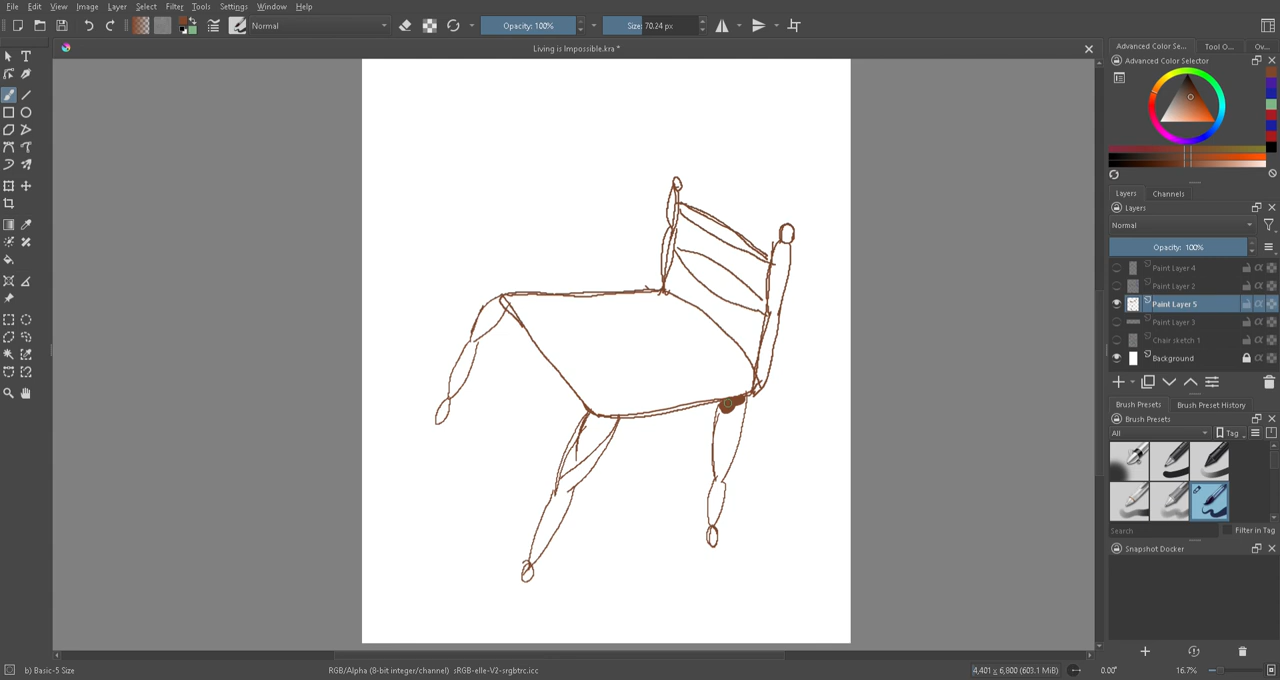 File Edit View Image Layer Select Filter Tools Settings Window Help
Normal Opacity: 100% Size: 70.24 px
Living is Impossible.kra *
Advanced Color Se... Tool O... Ov...
Advanced Color Selector
Layers Channels
Layers
Normal
Opacity: 100%
Paint Layer 4
Paint Layer 2
Paint Layer 5
Paint Layer 3
Chair sketch 1
Background
Brush Presets Brush Preset History
Brush Presets
All Tag
Search Filter in Tag
Snapshot Docker
b) Basic-5 Size RGB/Alpha (8-bit integer/channel) sRGB-elle-V2-srgbtrc.icc 4,401 x 6,800 (603.1 MiB) 0.00° 16.7%